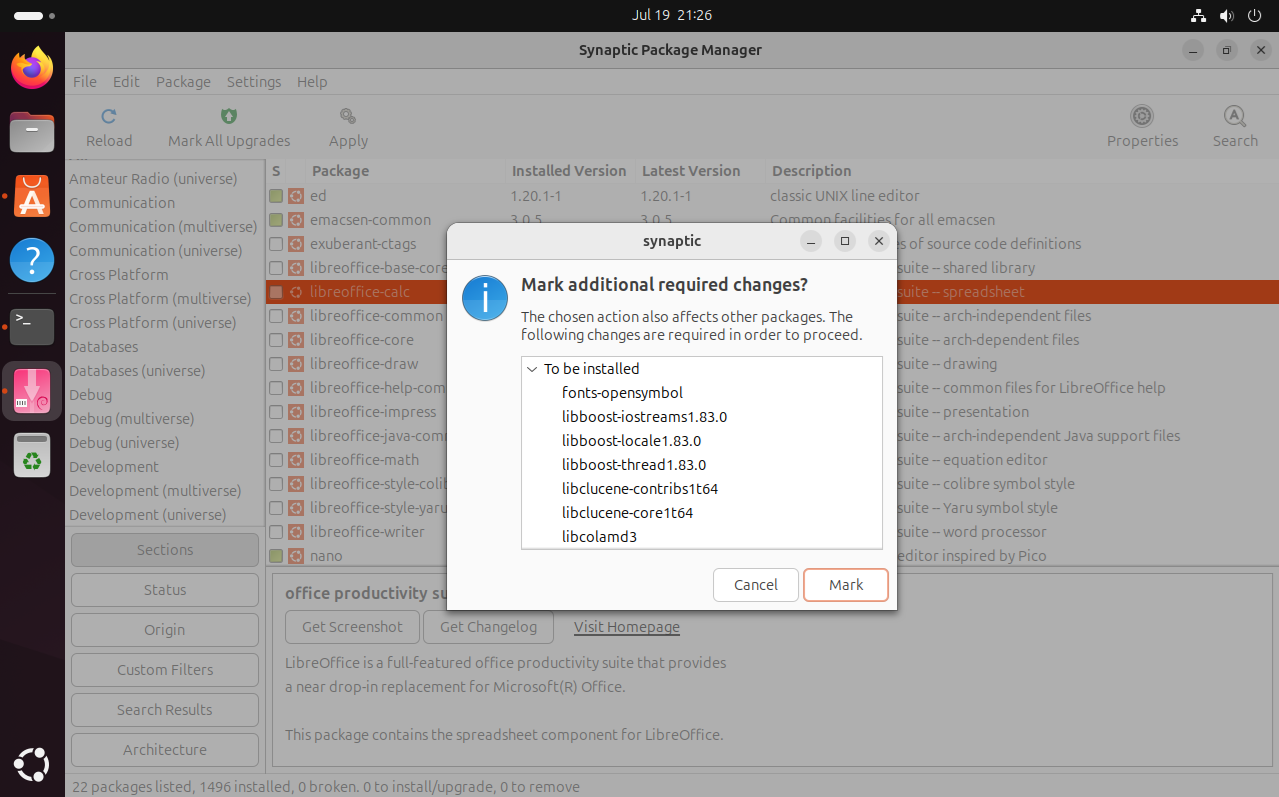 Jul 19 21:26
Synaptic Package Manager
File Edit Package Settings Help
Reload Mark All Upgrades Apply Properties Search
S Package Installed Version Latest Version Description
Amateur Radio (universe)
Communication
Communication (multiverse)
Communication (universe)
Cross Platform
Cross Platform (multiverse)
Cross Platform (universe)
Databases
Databases (universe)
Debug
Debug (multiverse)
Debug (universe)
Development
Development (multiverse)
Development (universe)
Sections
Status
Origin
Custom Filters
Search Results
Architecture
ed 1.20.1-1 1.20.1-1 classic UNIX line editor
emacsen-common 3.0.5 3.0.5 Common facilities for all emacsen
exuberant-ctags of source code definitions
libreoffice-base-core suite -- shared library
libreoffice-calc suite -- spreadsheet
libreoffice-common suite -- arch-independent files
libreoffice-core suite -- arch-dependent files
libreoffice-draw suite -- drawing
libreoffice-help-com suite -- common files for LibreOffice help
libreoffice-impress suite -- presentation
libreoffice-java-com suite -- arch-independent Java support files
libreoffice-math suite -- equation editor
libreoffice-style-coli suite -- colibre symbol style
libreoffice-style-yaru suite -- Yaru symbol style
libreoffice-writer suite -- word processor
nano editor inspired by Pico
synaptic
Mark additional required changes?
The chosen action also affects other packages. The
following changes are required in order to proceed.
To be installed
fonts-opensymbol
libboost-iostreams1.83.0
libboost-locale1.83.0
libboost-thread1.83.0
libclucene-contribs1t64
libclucene-core1t64
libcolamd3
Cancel Mark
office productivity su
Get Screenshot Get Changelog Visit Homepage
LibreOffice is a full-featured office productivity suite that provides
a near drop-in replacement for Microsoft(R) Office.
This package contains the spreadsheet component for LibreOffice.
22 packages listed, 1496 installed, 0 broken. 0 to install/upgrade, 0 to remove